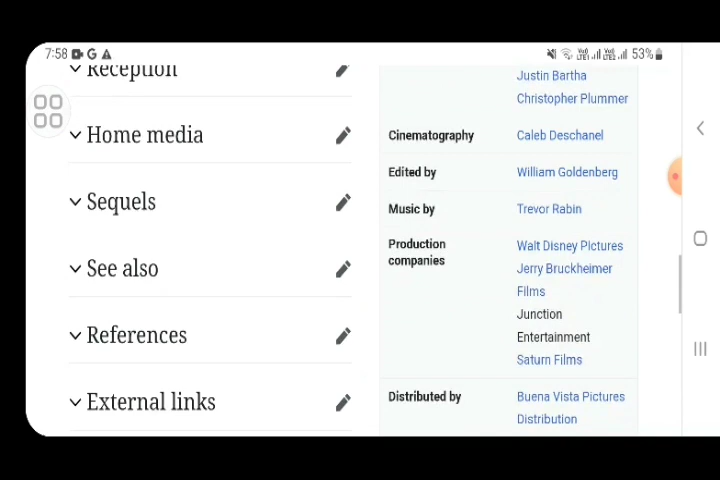 7:58 G 53%
Reception
Home media
Sequels
See also
References
External links
Justin Bartha
Christopher Plummer
Cinematography Caleb Deschanel
Edited by William Goldenberg
Music by Trevor Rabin
Production companies Walt Disney Pictures
Jerry Bruckheimer
Films
Junction
Entertainment
Saturn Films
Distributed by Buena Vista Pictures
Distribution